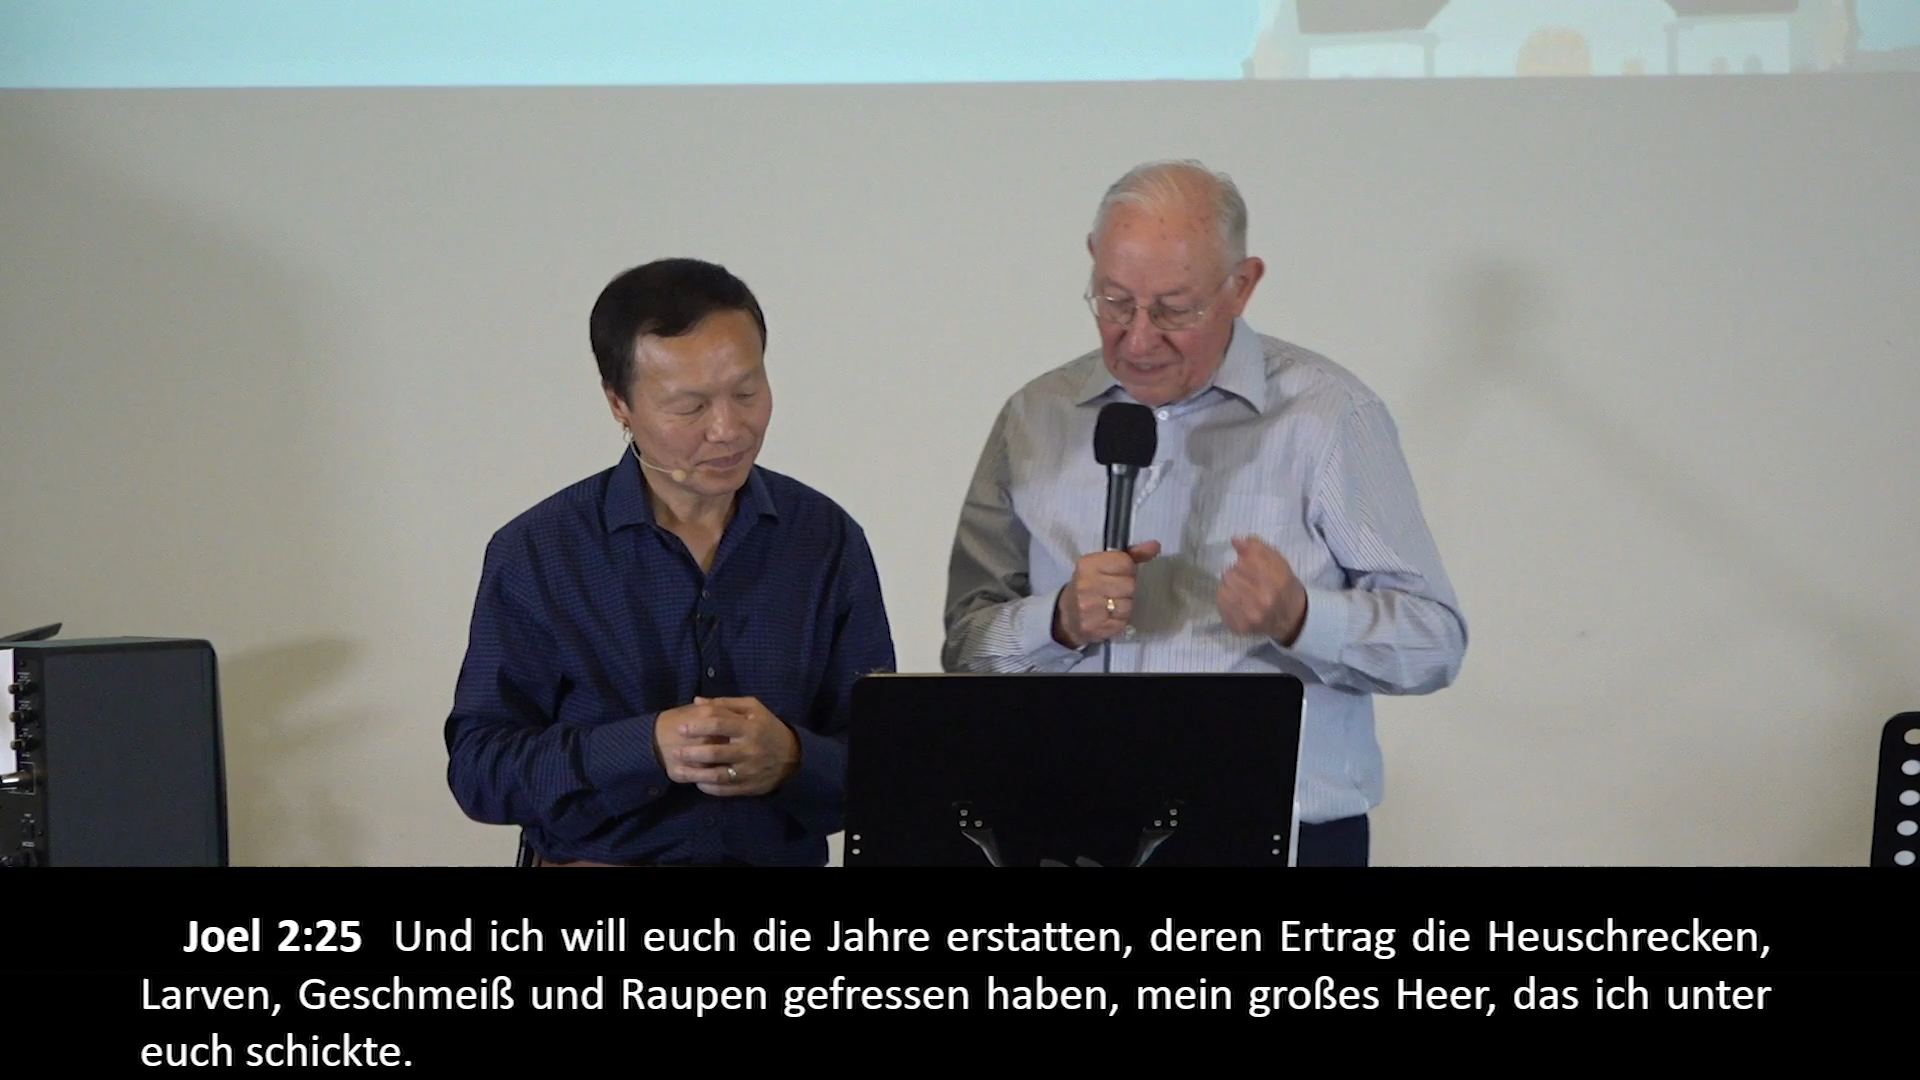 Joel 2:25 Und ich will euch die Jahre erstatten, deren Ertrag die Heuschrecken,
Larven, Geschmeiß und Raupen gefressen haben, mein großes Heer, das ich unter
euch schickte.